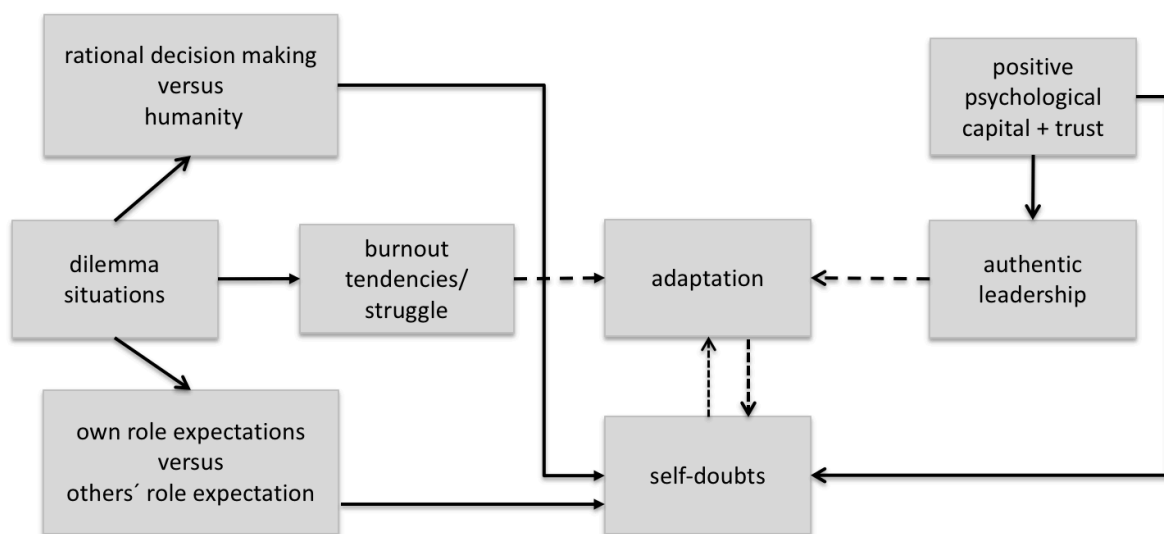 rational decision making
versus
humanity
positive
psychological
capital + trust
dilemma
situations
burnout
tendencies/
struggle
adaptation
authentic
leadership
own role expectations
versus
others´ role expectation
self-doubts